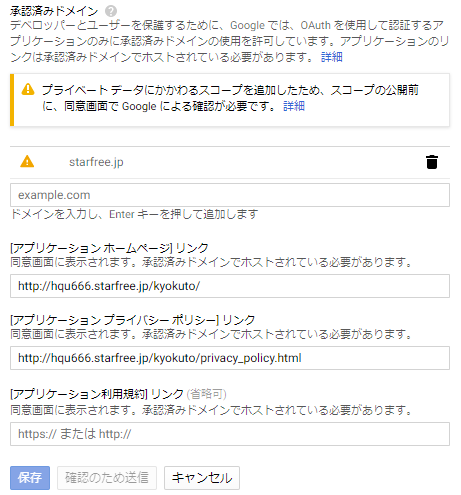 承認済みドメイン ?
デベロッパーとユーザーを保護するために、Google では、OAuth を使用して認証するア
プリケーションのみに承認済みドメインの使用を許可しています。アプリケーションのリ
ンクは承認済みドメインでホストされている必要があります。 詳細
プライベート データにかかわるスコープを追加したため、スコープの公開前
に、同意画面で Google による確認が必要です。 詳細
starfree.jp
example.com
ドメインを入力し、Enter キーを押して追加します
[アプリケーション ホームページ] リンク
同意画面に表示されます。承認済みドメインでホストされている必要があります。
http://hqu666.starfree.jp/kyokuto/
[アプリケーション プライバシー ポリシー] リンク
同意画面に表示されます。承認済みドメインでホストされている必要があります。
http://hqu666.starfree.jp/kyokuto/privacy_policy.html
[アプリケーション利用規約] リンク (省略可)
同意画面に表示されます。承認済みドメインでホストされている必要があります。
https:// または http://
保存 確認のため送信 キャンセル